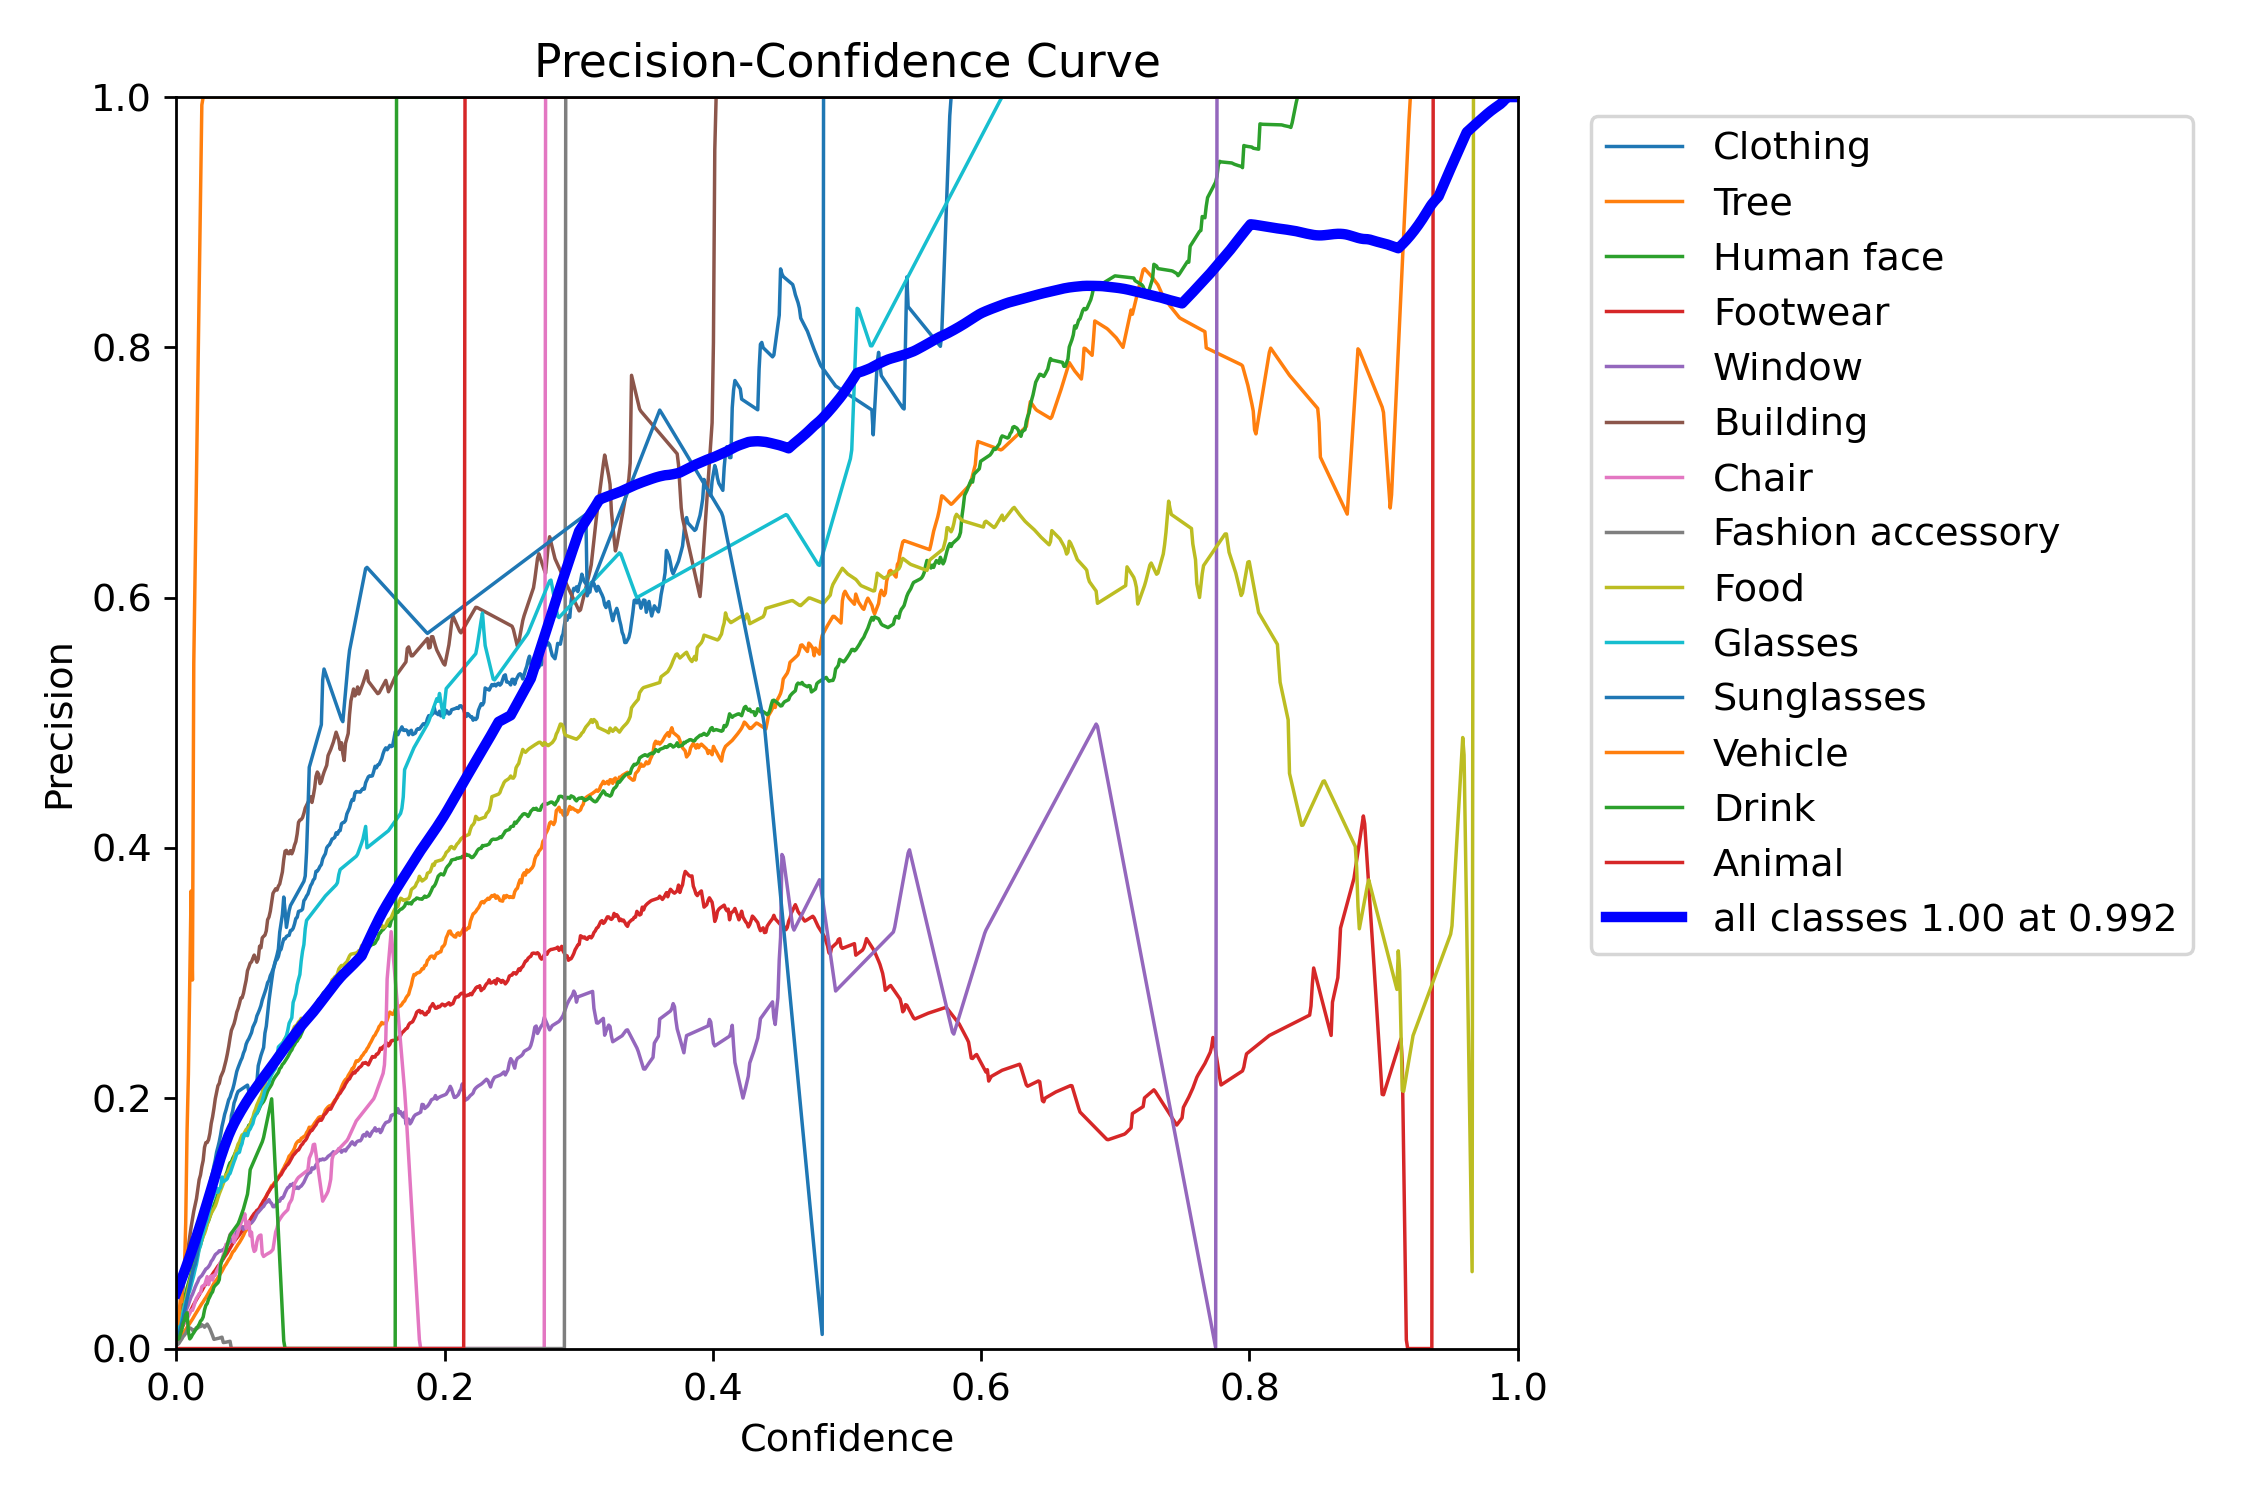 Precision-Confidence Curve
1.0
0.8
0.6
0.4
0.2
0.0
Precision
0.0 0.2 0.4 0.6 0.8 1.0
Confidence
Clothing
Tree
Human face
Footwear
Window
Building
Chair
Fashion accessory
Food
Glasses
Sunglasses
Vehicle
Drink
Animal
all classes 1.00 at 0.992